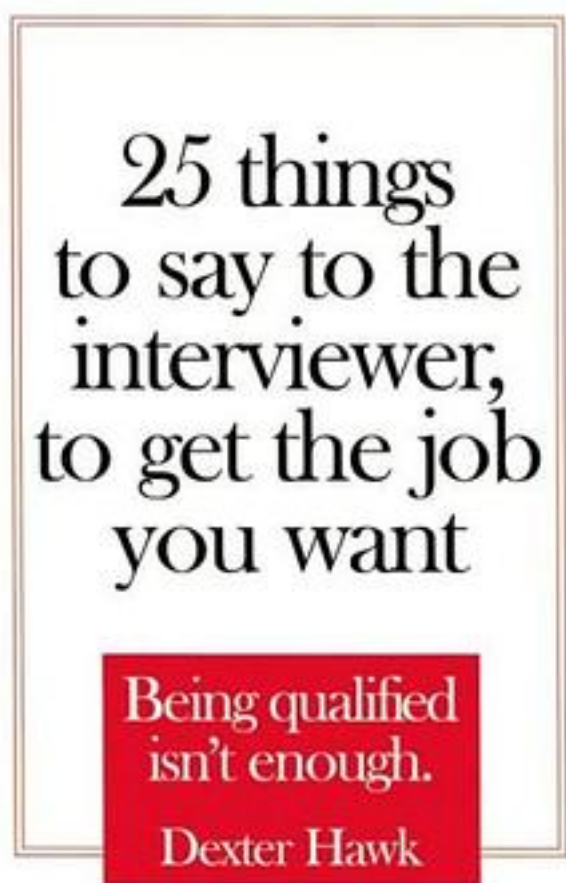 25 things
to say to the
interviewer,
to get the job
you want
Being qualified
isn't enough.
Dexter Hawk